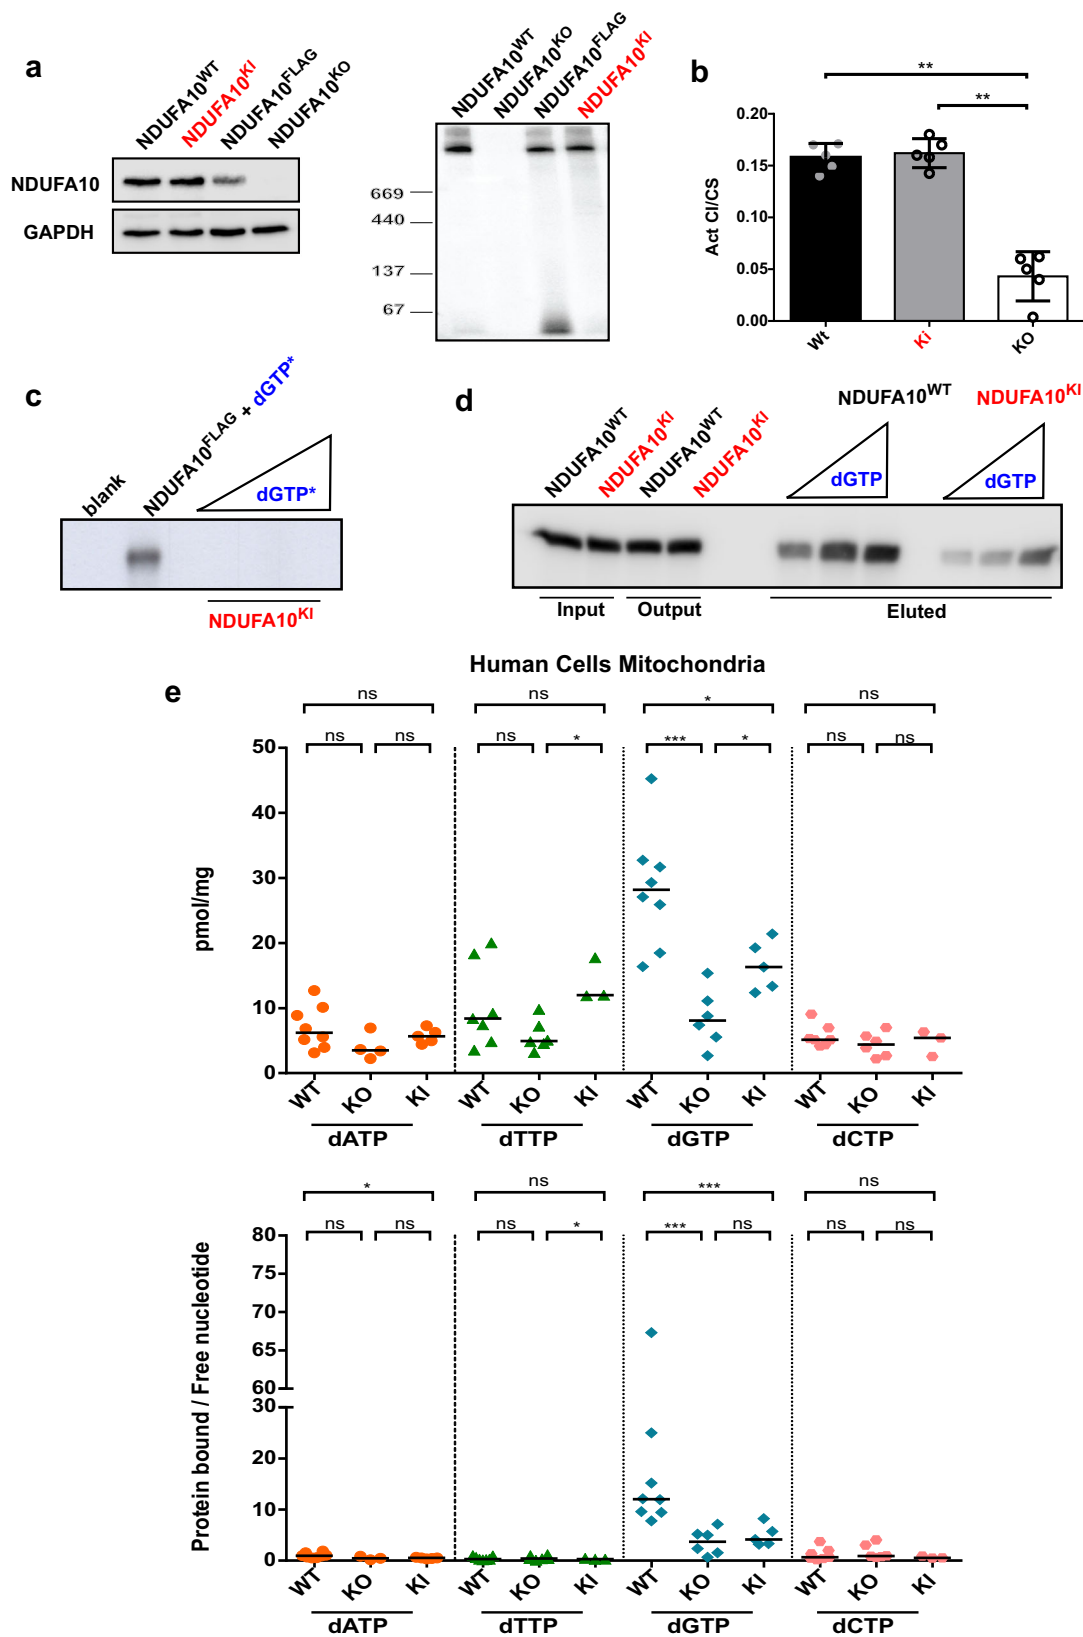 a
NDUFA10WT
NDUFA10KI
NDUFA10FLAG
NDUFA10KO
NDUFA10
GAPDH
NDUFA10WT
NDUFA10KO
NDUFA10FLAG
NDUFA10KI
669
440
137
67
b
**
**
Act CI/CS
0.20
0.15
0.10
0.05
0.00
Wt
Ki
KO
c
blank
NDUFA10FLAG + dGTP*
dGTP*
NDUFA10KI
d
NDUFA10WT
NDUFA10KI
NDUFA10WT
NDUFA10KI
NDUFA10WT
NDUFA10KI
dGTP
dGTP
Input
Output
Eluted
e
Human Cells Mitochondria
ns ns * ns
ns ns ns * *** * ns ns
pmol/mg
50
40
30
20
10
0
WT KO KI WT KO KI WT KO KI WT KO KI
dATP dTTP dGTP dCTP
* ns *** ns
ns ns ns * *** ns ns ns
Protein bound / Free nucleotide
80
75
70
65
60
30
20
10
0
WT KO KI WT KO KI WT KO KI WT KO KI
dATP dTTP dGTP dCTP